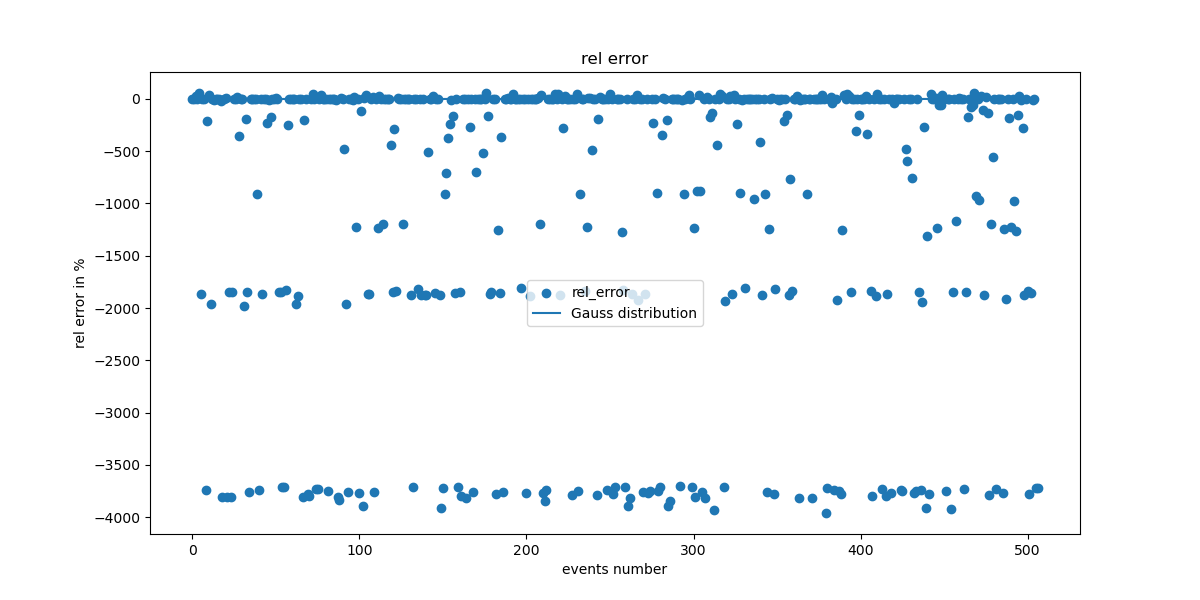 rel error
rel error in %
0
−500
−1000
−1500
−2000
−2500
−3000
−3500
−4000
rel_error
Gauss distribution
0 100 200 300 400 500
events number